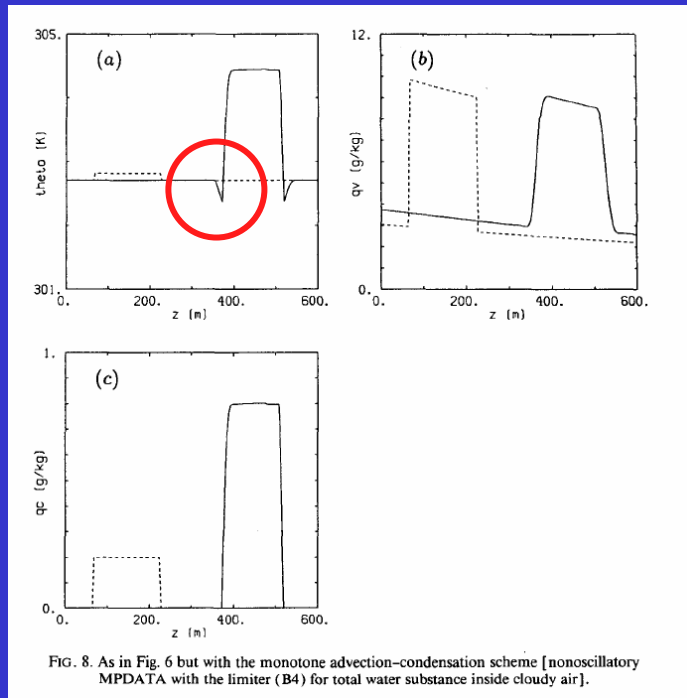 305.
(a)
theto (K)
301.
0. 200. 400. 600.
z (m)
12.
(b)
qv (g/kg)
0.
0. 200. 400. 600.
z (m)
1.
(c)
qc (g/kg)
0.
0. 200. 400. 600.
z (m)
FIG. 8. As in Fig. 6 but with the monotone advection–condensation scheme [nonoscillatory
MPDATA with the limiter (B4) for total water substance inside cloudy air].